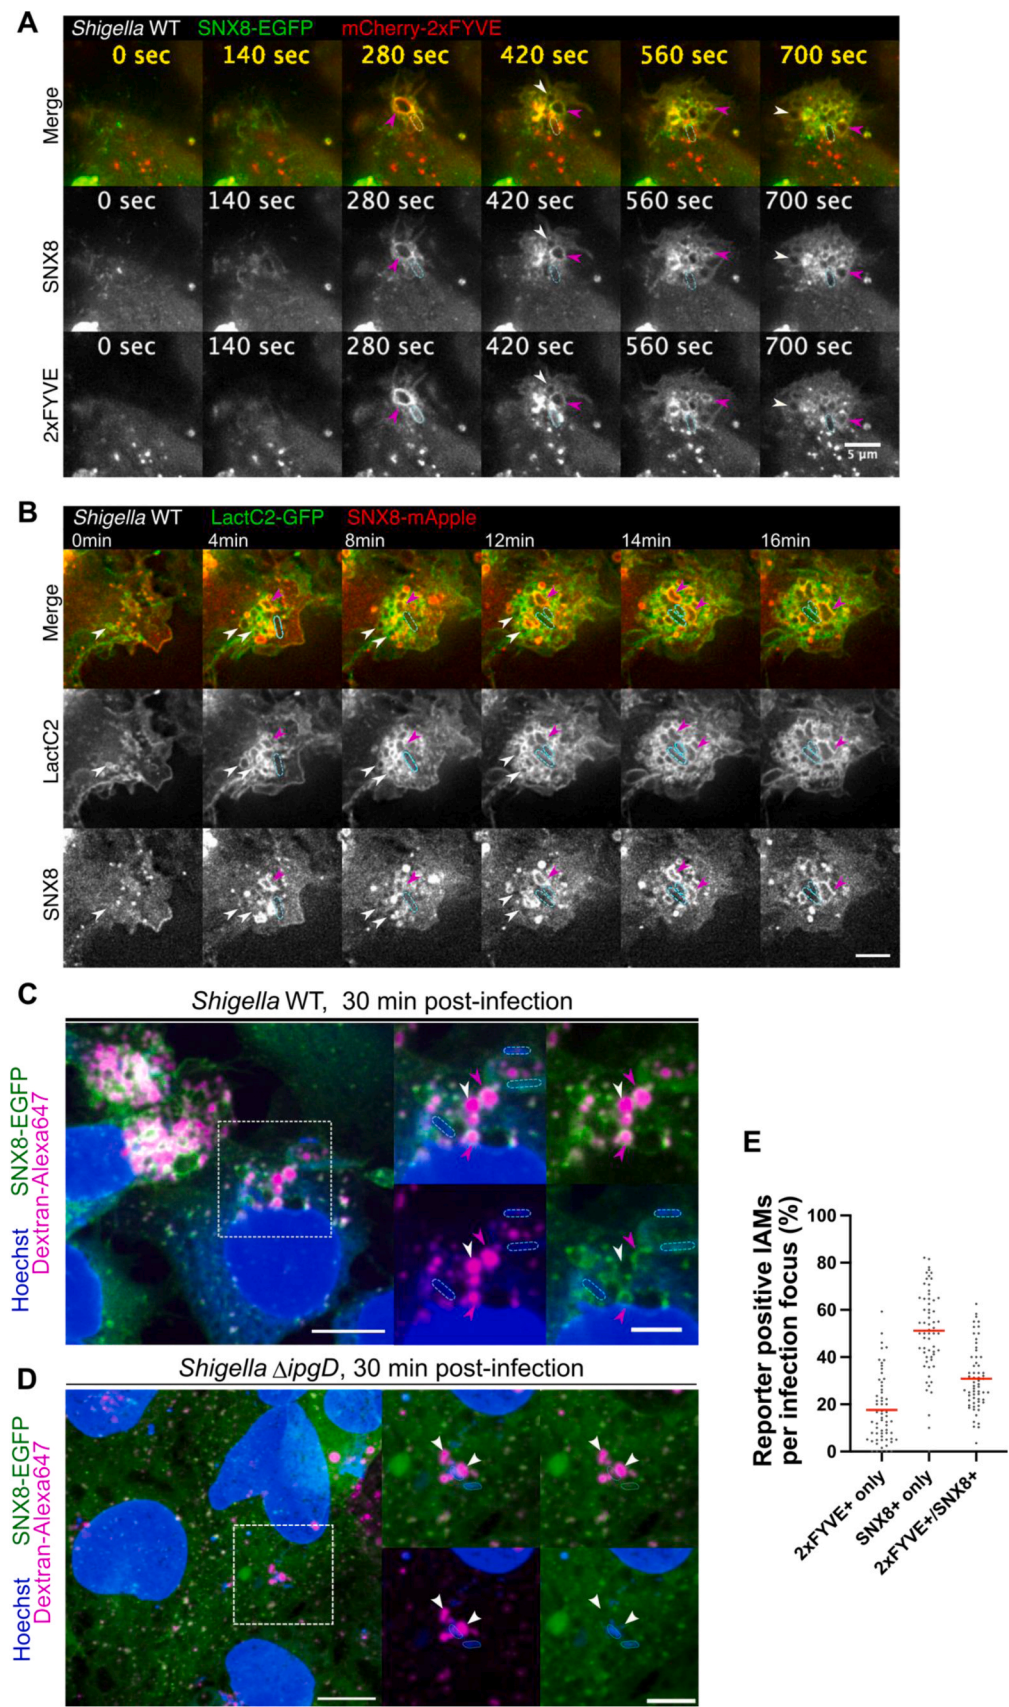 A
Shigella WT SNX8-EGFP mCherry-2xFYVE
0 sec 140 sec 280 sec 420 sec 560 sec 700 sec
Merge
0 sec 140 sec 280 sec 420 sec 560 sec 700 sec
SNX8
0 sec 140 sec 280 sec 420 sec 560 sec 700 sec
2xFYVE
5 µm
B
Shigella WT LactC2-GFP SNX8-mApple
0min 4min 8min 12min 14min 16min
Merge
LactC2
SNX8
C
Shigella WT, 30 min post-infection
Hoechst SNX8-EGFP
Dextran-Alexa647
D
Shigella ΔipgD, 30 min post-infection
Hoechst SNX8-EGFP
Dextran-Alexa647
E
Reporter positive IAMs
per infection focus (%)
100
80
60
40
20
0
2xFYVE+ only
SNX8+ only
2xFYVE+/SNX8+